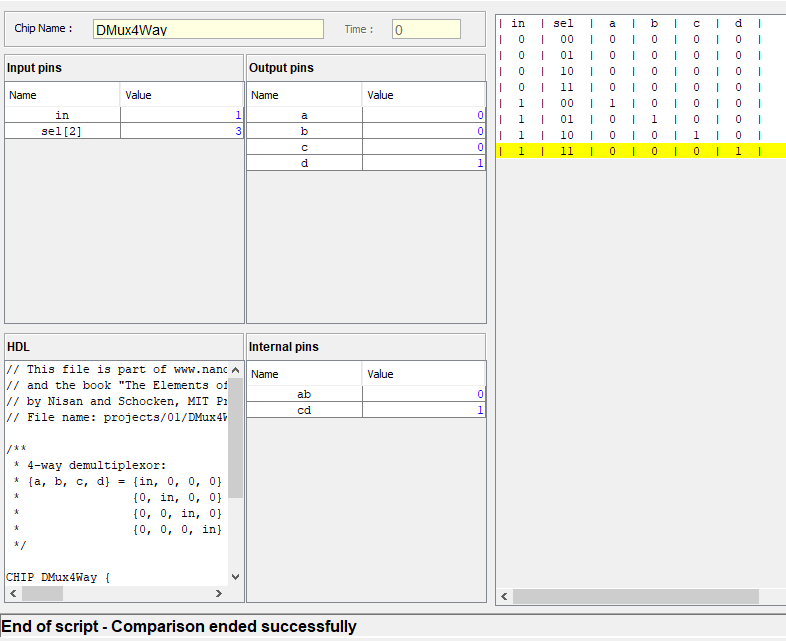 Chip Name : DMux4Way Time : 0
Input pins
Name Value
in 1
sel[2] 3
Output pins
Name Value
a 0
b 0
c 0
d 1
HDL
// This file is part of www.nand
// and the book "The Elements of
// by Nisan and Schocken, MIT Pr
// File name: projects/01/DMux4W
/**
* 4-way demultiplexor:
* {a, b, c, d} = {in, 0, 0, 0}
* {0, in, 0, 0}
* {0, 0, in, 0}
* {0, 0, 0, in}
*/
CHIP DMux4Way {
Internal pins
Name Value
ab 0
cd 1
| in | sel | a | b | c | d |
| 0 | 00 | 0 | 0 | 0 | 0 |
| 0 | 01 | 0 | 0 | 0 | 0 |
| 0 | 10 | 0 | 0 | 0 | 0 |
| 0 | 11 | 0 | 0 | 0 | 0 |
| 1 | 00 | 1 | 0 | 0 | 0 |
| 1 | 01 | 0 | 1 | 0 | 0 |
| 1 | 10 | 0 | 0 | 1 | 0 |
| 1 | 11 | 0 | 0 | 0 | 1 |
End of script - Comparison ended successfully